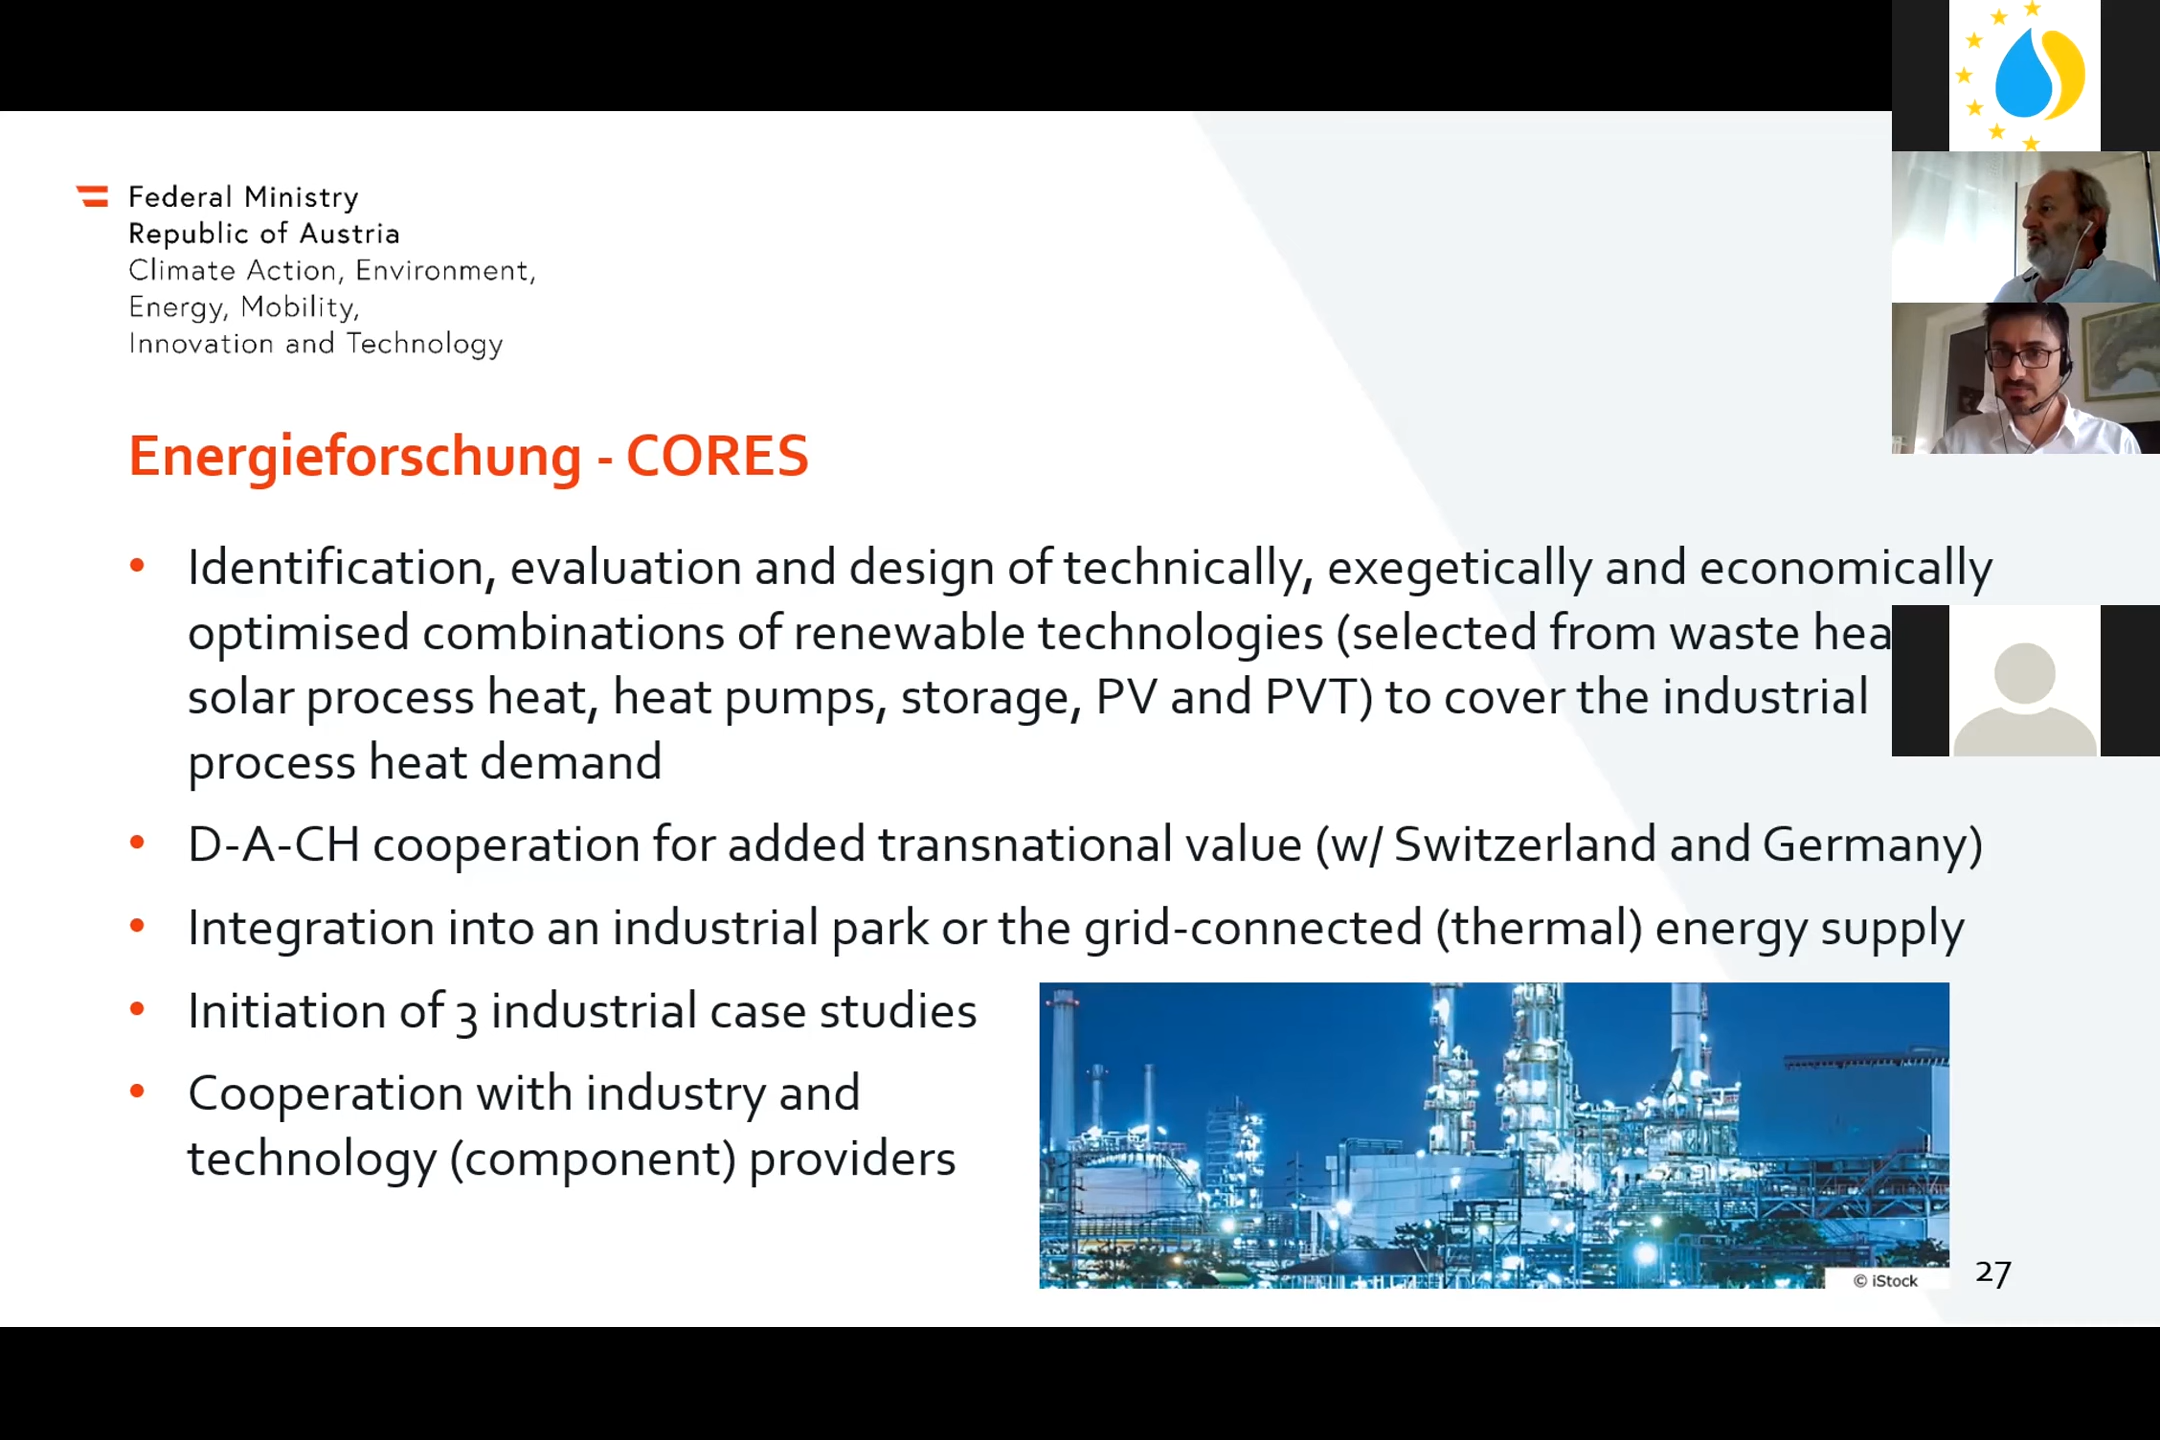 Federal Ministry
Republic of Austria
Climate Action, Environment,
Energy, Mobility,
Innovation and Technology
Energieforschung - CORES
• Identification, evaluation and design of technically, exegetically and economically
optimised combinations of renewable technologies (selected from waste hea
solar process heat, heat pumps, storage, PV and PVT) to cover the industrial
process heat demand
• D-A-CH cooperation for added transnational value (w/ Switzerland and Germany)
• Integration into an industrial park or the grid-connected (thermal) energy supply
• Initiation of 3 industrial case studies
• Cooperation with industry and
technology (component) providers
© iStock
27